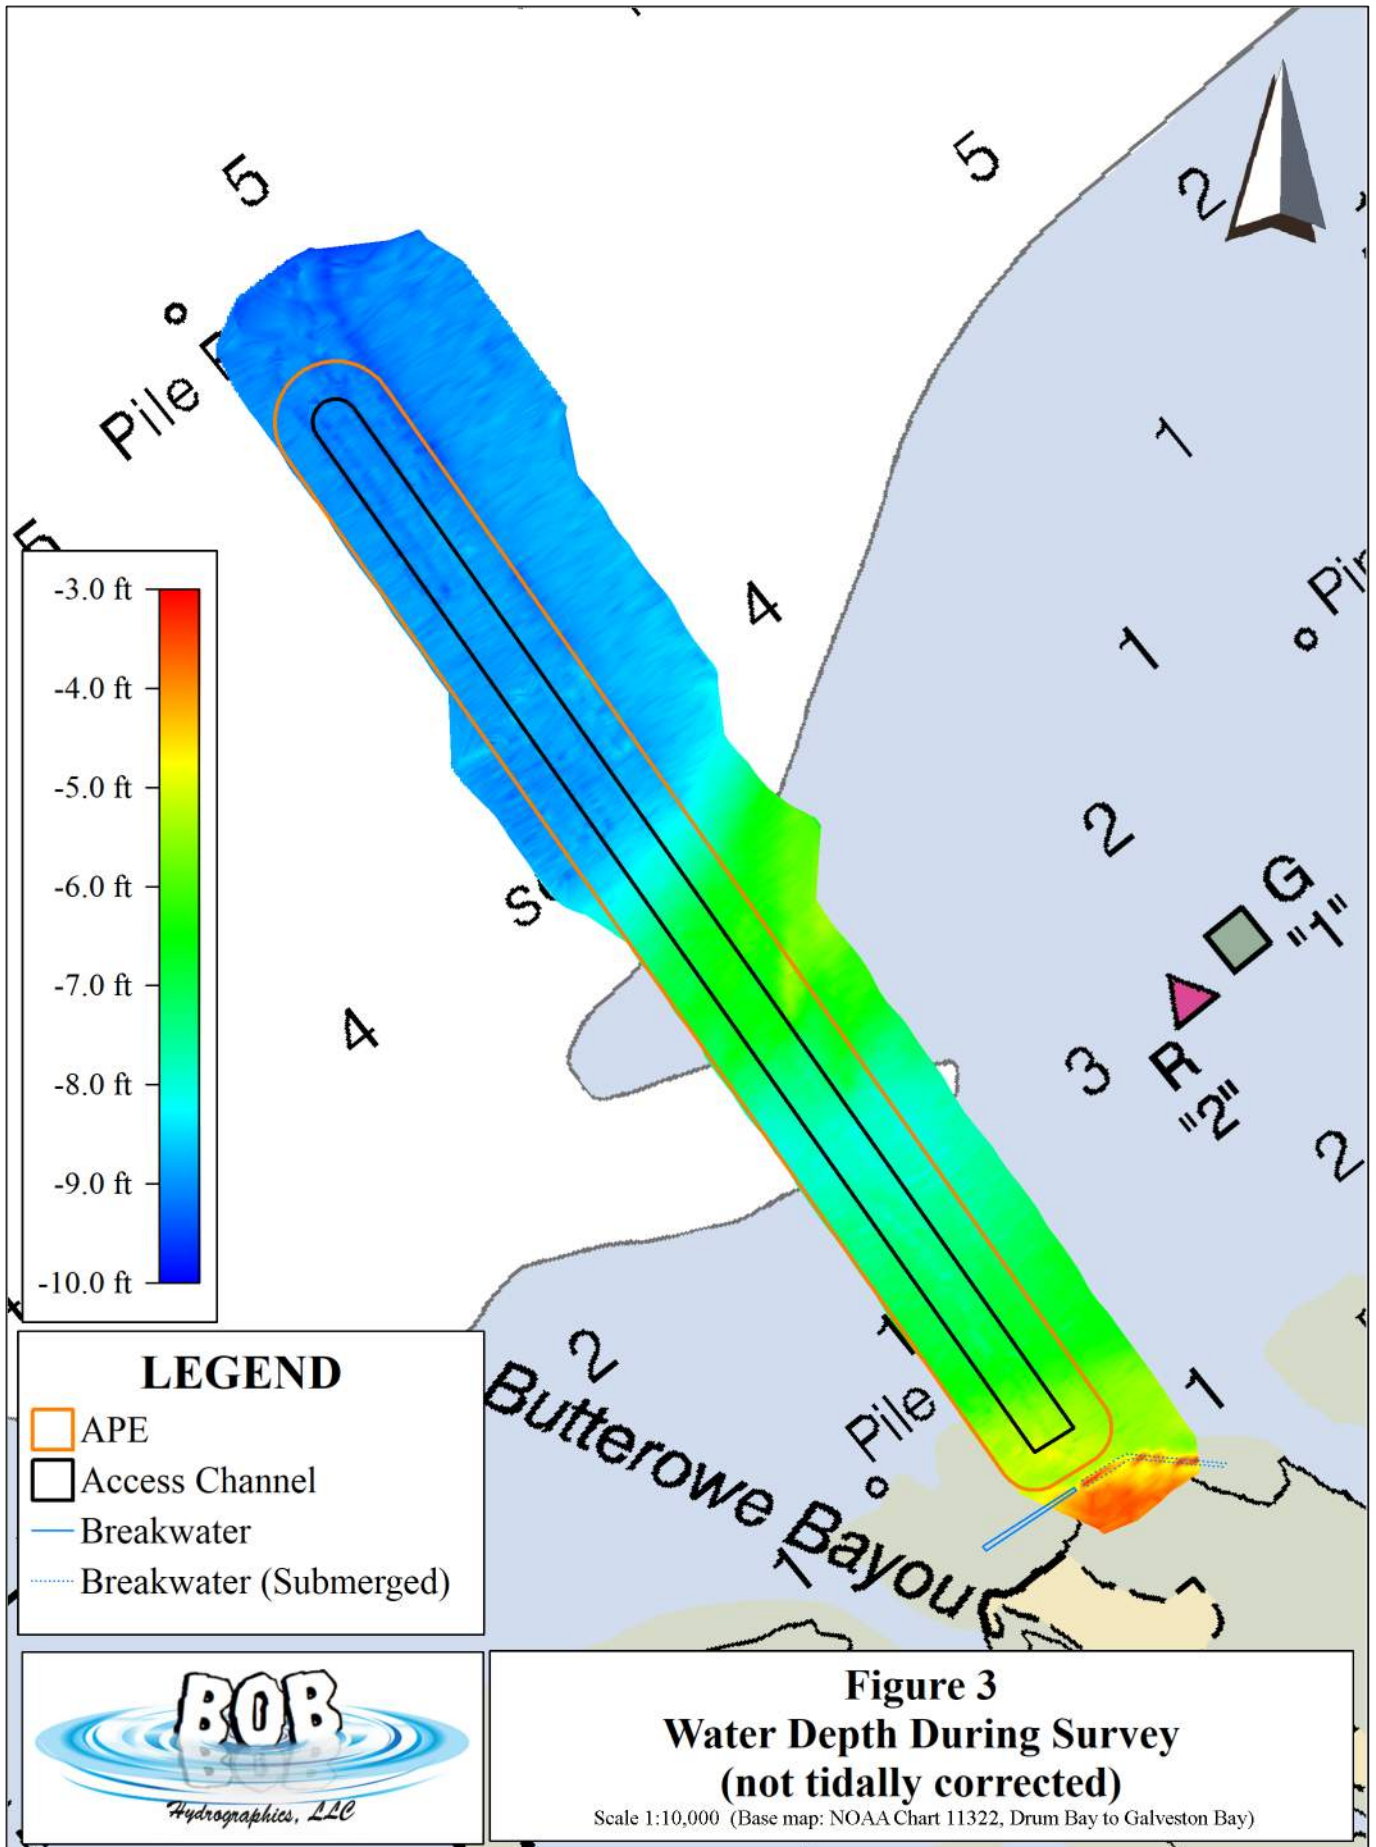 5
5
2
Pile
1
5
4
1
Pin
-3.0 ft
-4.0 ft
-5.0 ft
-6.0 ft
-7.0 ft
-8.0 ft
-9.0 ft
-10.0 ft
2
G
"1"
4
3
R
"2"
2
2
1
1
Pile
Butterowe Bayou
1
LEGEND
APE
Access Channel
Breakwater
Breakwater (Submerged)
BOB
Hydrographics, LLC
Figure 3
Water Depth During Survey
(not tidally corrected)
Scale 1:10,000 (Base map: NOAA Chart 11322, Drum Bay to Galveston Bay)